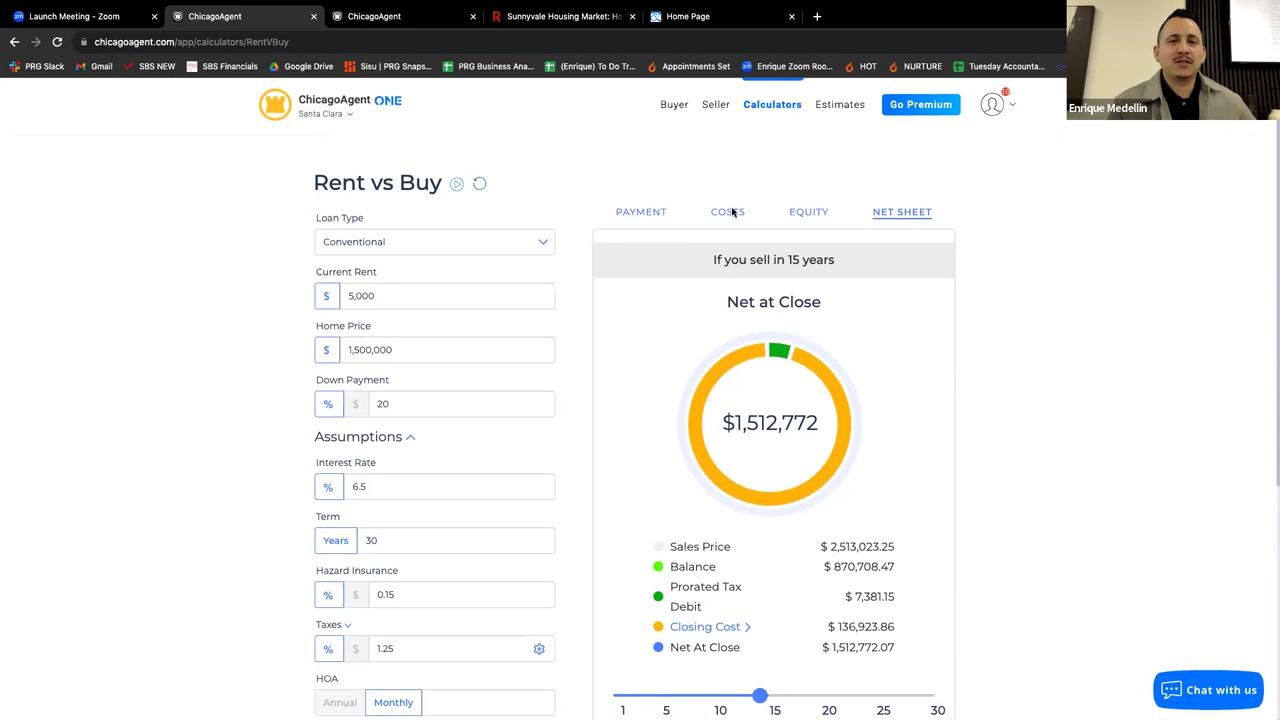 Launch Meeting - Zoom
ChicagoAgent
ChicagoAgent
Sunnyvale Housing Market: Ho
Home Page
chicagoagent.com/app/calculators/RentVBuy
PRG Slack
Gmail
SBS NEW
SBS Financials
Groups
Sisu | PRG Snaps...
PRG Business Ana...
(Enrique) To Do Tr...
Appointments Set
Enrique Zoom Roo...
HOT
NURTURE
Tuesday Accounta...
Enrique Medellin
ChicagoAgent ONE
Santa Clara
Buyer
Seller
Calculators
Estimates
Go Premium
10
Rent vs Buy
Loan Type
Conventional
Current Rent
$ 5,000
Home Price
$ 1,500,000
Down Payment
% $ 20
Assumptions
Interest Rate
% 6.5
Term
Years 30
Hazard Insurance
% $ 0.15
Taxes
% $ 1.25
HOA
Annual Monthly
PAYMENT COSTS EQUITY NET SHEET
If you sell in 15 years
Net at Close
$1,512,772
Sales Price $ 2,513,023.25
Balance $ 870,708.47
Prorated Tax
Debit $ 7,381.15
Closing Cost > $ 136,923.86
Net At Close $ 1,512,772.07
1 5 10 15 20 25 30
Chat with us